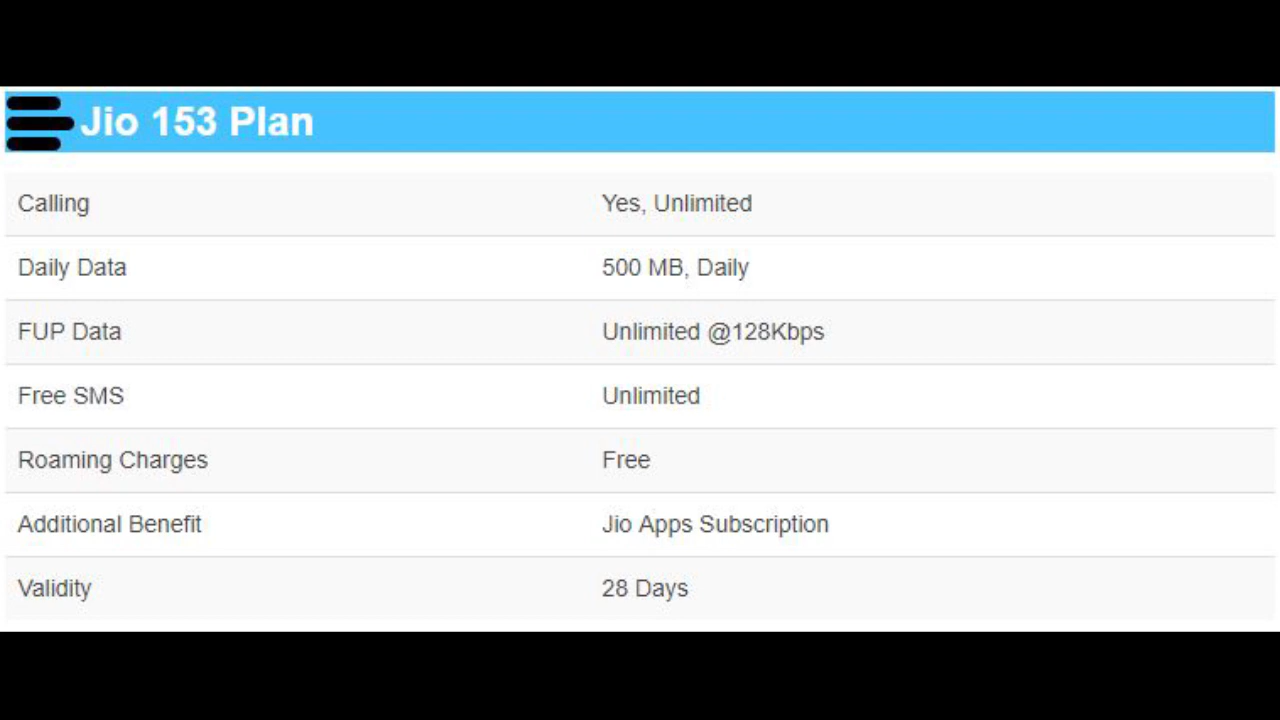 Jio 153 Plan
Calling Yes, Unlimited
Daily Data 500 MB, Daily
FUP Data Unlimited @128Kbps
Free SMS Unlimited
Roaming Charges Free
Additional Benefit Jio Apps Subscription
Validity 28 Days